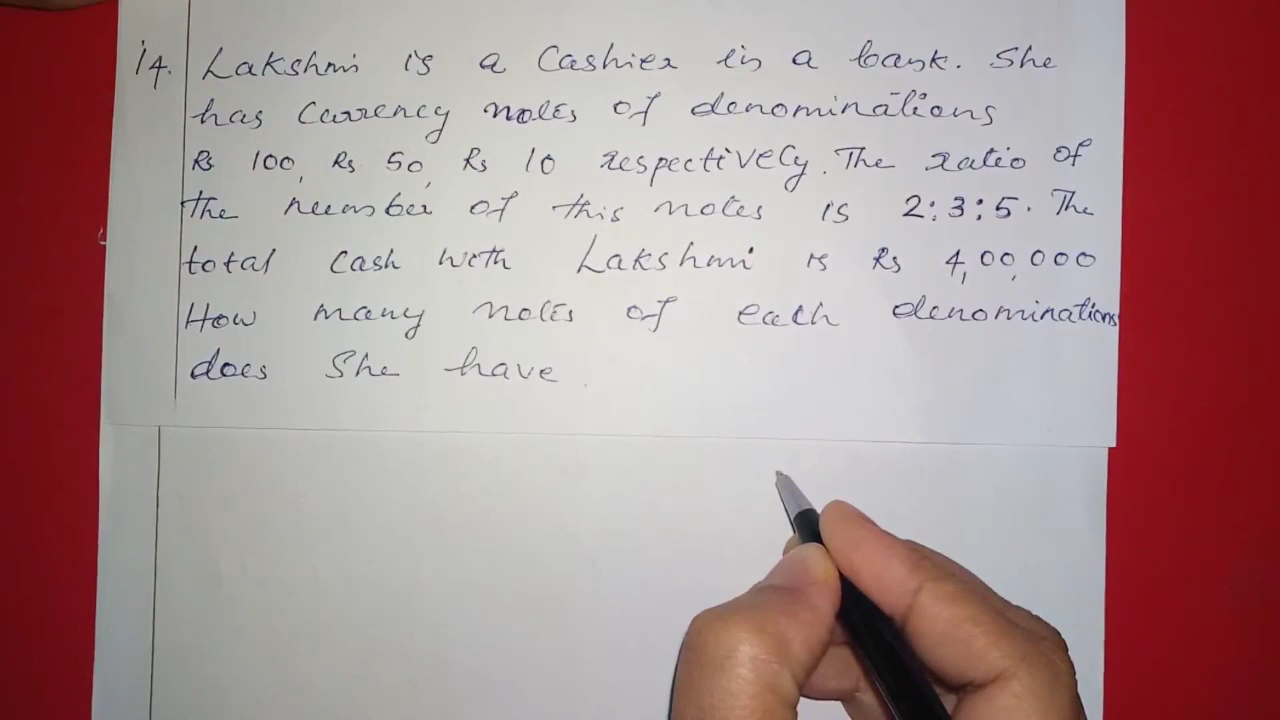 14. Lakshmi is a Cashier in a bank. She
has Currency notes of denominations
Rs 100, Rs 50, Rs 10 respectively. The ratio of
the number of this notes is 2:3:5. The
total cash with Lakshmi is Rs 4,00,000
How many notes of each denominations
does She have.